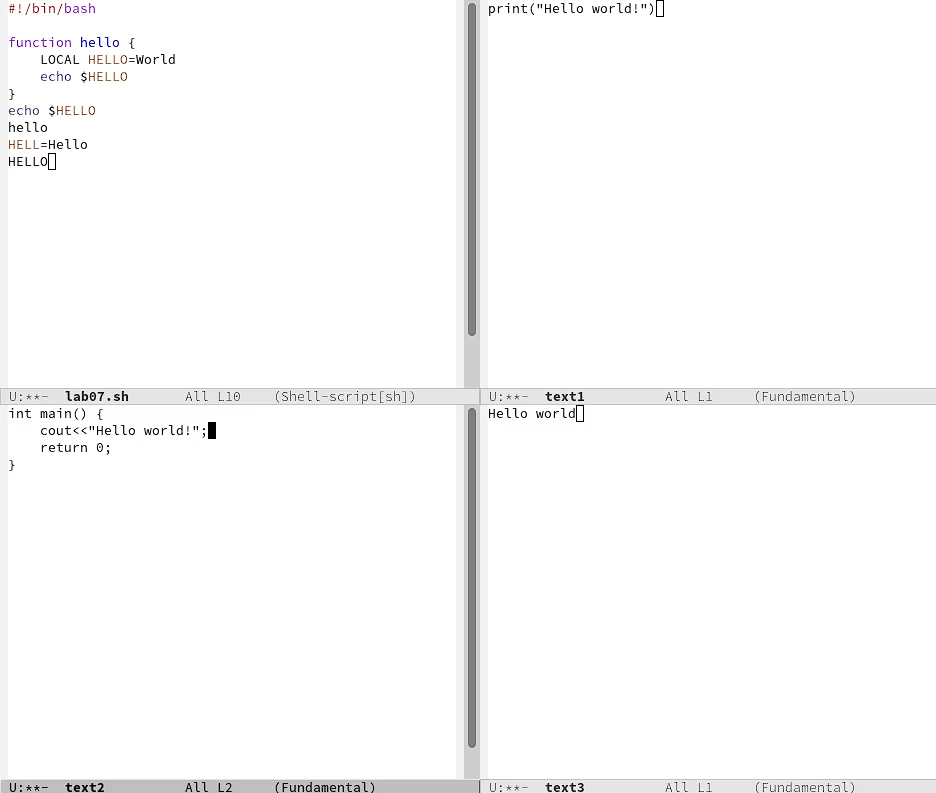 #!/bin/bash

function hello {
    LOCAL HELLO=World
    echo $HELLO
}
echo $HELLO
hello
HELL=Hello
HELLO
U:**-  lab07.sh       All L10    (Shell-script[sh])
print("Hello world!")
U:**-  text1          All L1     (Fundamental)
int main() {
    cout<<"Hello world!";
    return 0;
}
U:**-  text2          All L2     (Fundamental)
Hello world
U:**-  text3          All L1     (Fundamental)